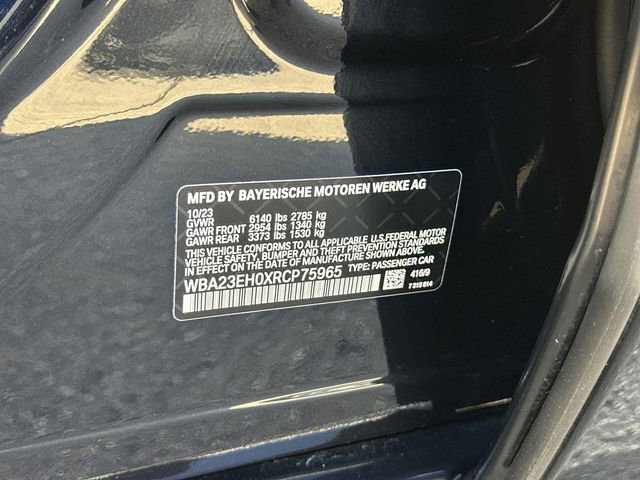 MFD BY BAYERISCHE MOTOREN WERKE AG
10/23
GVWR 6140 lbs 2785 kg
GAWR FRONT 2954 lbs 1340 kg
GAWR REAR 3373 lbs 1530 kg
THIS VEHICLE CONFORMS TO ALL APPLICABLE U.S.FEDERAL MOTOR
VEHICLE SAFETY, BUMPER AND THEFT PREVENTION STANDARDS
IN EFFECT ON THE DATE OF MANUFACTURE SHOWN ABOVE.
WBA23EH0XRCP75965 TYPE: PASSENGER CAR
416/9
7315814